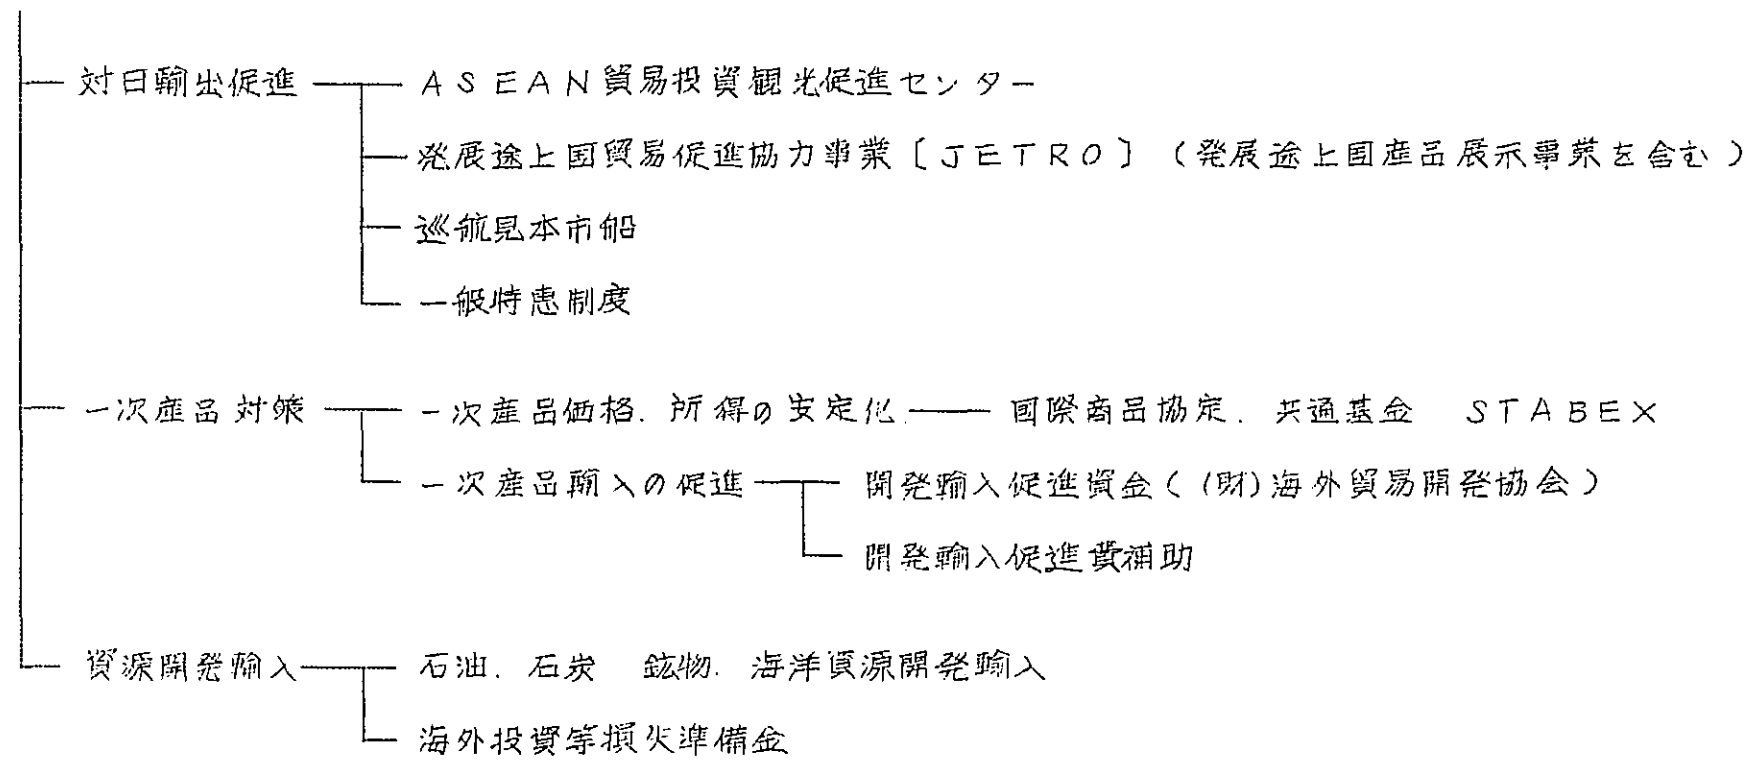 対日輸出促進 ASEAN貿易投資観光促進センター
発展途上国貿易促進協力事業〔JETRO〕（発展途上国産品展示事業を含む）
巡航見本市船
一般特恵制度
一次産品対策 一次産品価格、所得の安定化 国際商品協定、共通基金 STABEX
一次産品輸入の促進 開発輸入促進資金（(財)海外貿易開発協会）
開発輸入促進費補助
資源開発輸入 石油、石炭 鉱物、海洋資源開発輸入
海外投資等損失準備金